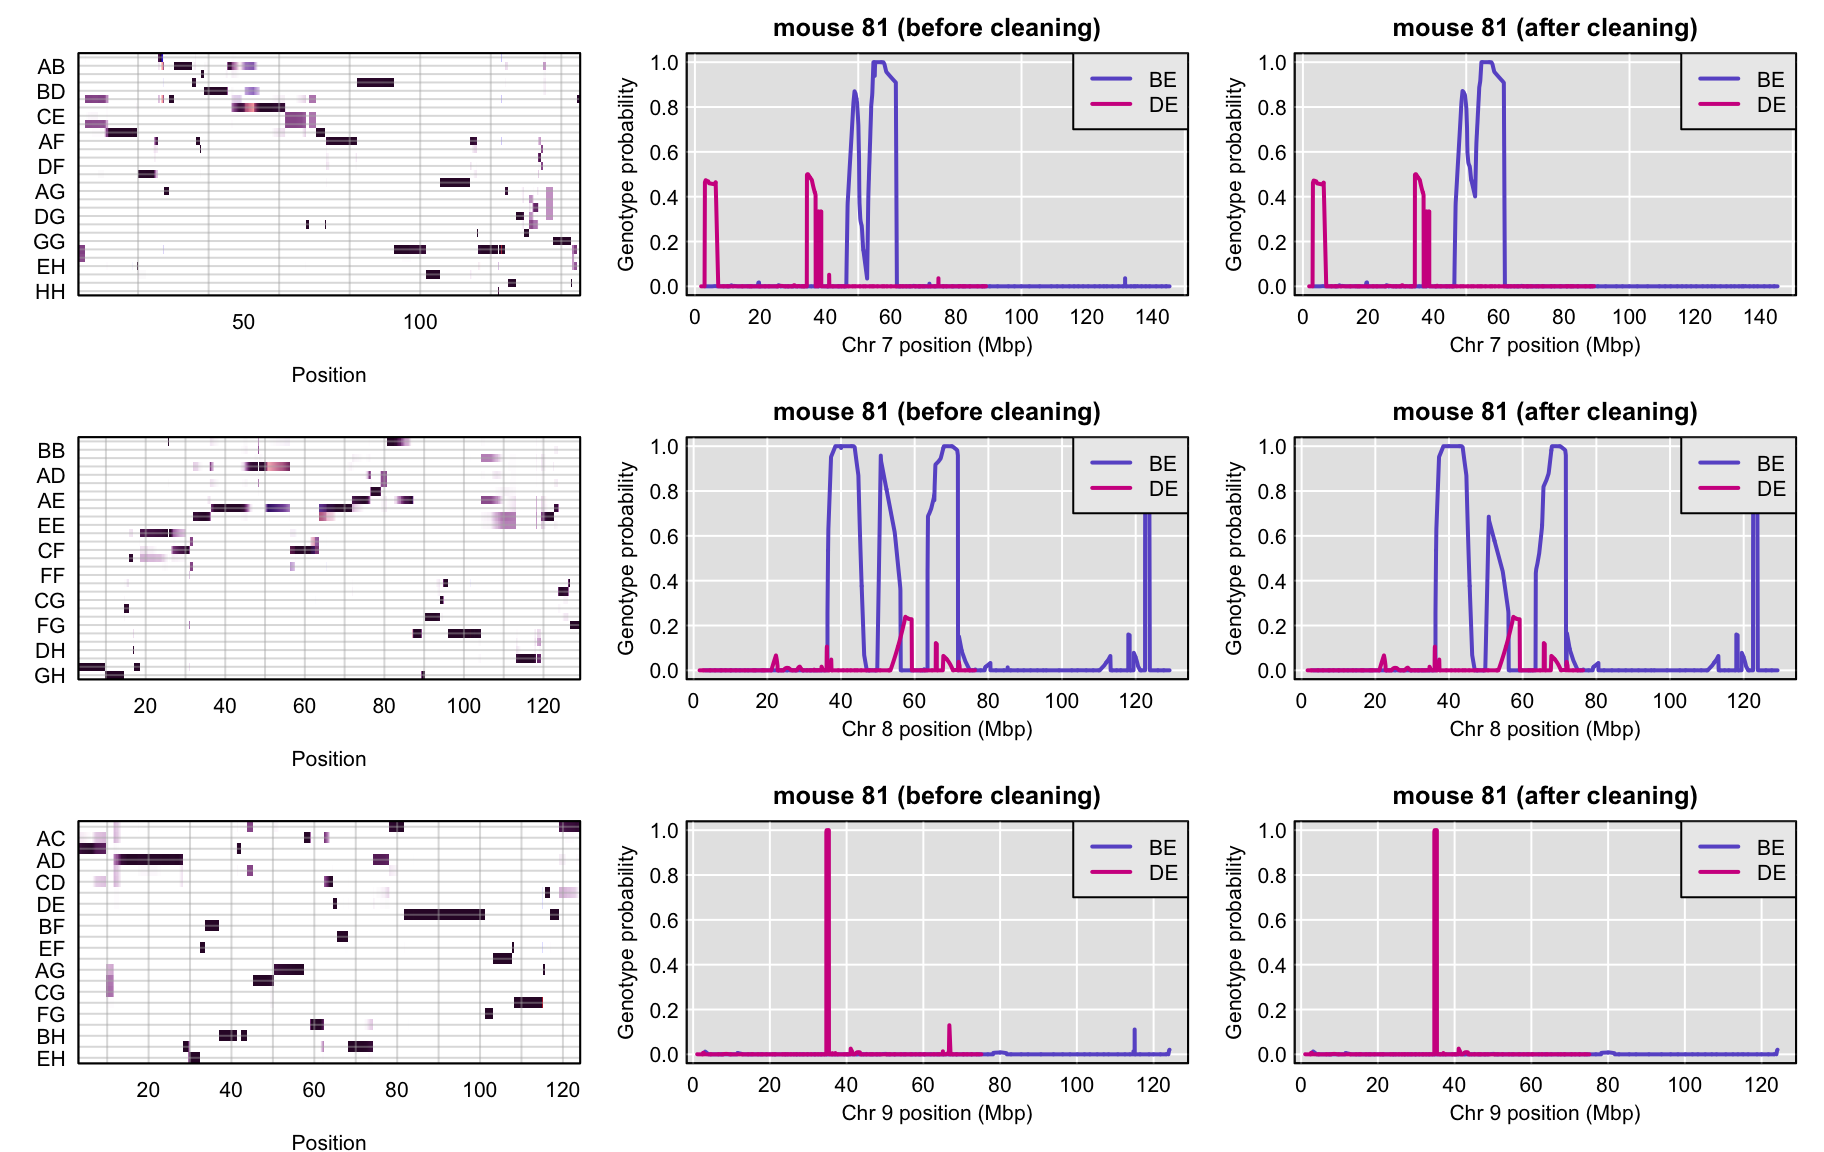 mouse 81 (before cleaning)
mouse 81 (after cleaning)
AB
BD
CE
AF
DF
AG
DG
GG
EH
HH
50 100
Position
Genotype probability
1.0
0.8
0.6
0.4
0.2
0.0
BE
DE
0 20 40 60 80 100 120 140
Chr 7 position (Mbp)
Genotype probability
1.0
0.8
0.6
0.4
0.2
0.0
BE
DE
0 20 40 60 80 100 120 140
Chr 7 position (Mbp)
mouse 81 (before cleaning)
mouse 81 (after cleaning)
BB
AD
AE
EE
CF
FF
CG
FG
DH
GH
20 40 60 80 100 120
Position
Genotype probability
1.0
0.8
0.6
0.4
0.2
0.0
BE
DE
0 20 40 60 80 100 120
Chr 8 position (Mbp)
Genotype probability
1.0
0.8
0.6
0.4
0.2
0.0
BE
DE
0 20 40 60 80 100 120
Chr 8 position (Mbp)
mouse 81 (before cleaning)
mouse 81 (after cleaning)
AC
AD
CD
DE
BF
EF
AG
CG
FG
BH
EH
20 40 60 80 100 120
Position
Genotype probability
1.0
0.8
0.6
0.4
0.2
0.0
BE
DE
0 20 40 60 80 100 120
Chr 9 position (Mbp)
Genotype probability
1.0
0.8
0.6
0.4
0.2
0.0
BE
DE
0 20 40 60 80 100 120
Chr 9 position (Mbp)